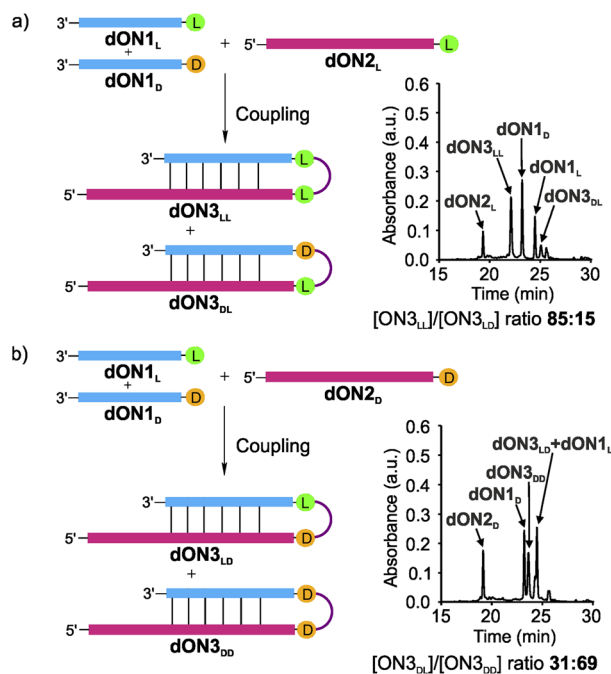 a)
3'- L
dON1L
+
3'- D
dON1D
+
5'- L
dON2L
Coupling
3'- L
5'- L
dON3LL
+
3'- D
5'- L
dON3DL
Absorbance (a.u.)
0.6
0.5
0.4
0.3
0.2
0.1
0.0
dON1D
dON3LL
dON1L
dON3DL
dON2L
15 20 25 30
Time (min)
[ON3LL]/[ON3LD] ratio 85:15
b)
3'- L
dON1L
+
3'- D
dON1D
+
5'- D
dON2D
Coupling
3'- L
5'- D
dON3LD
+
3'- D
5'- D
dON3DD
Absorbance (a.u.)
0.6
0.5
0.4
0.3
0.2
0.1
0.0
dON3LD+dON1L
dON3DD
dON1D
dON2D
15 20 25 30
Time (min)
[ON3DL]/[ON3DD] ratio 31:69